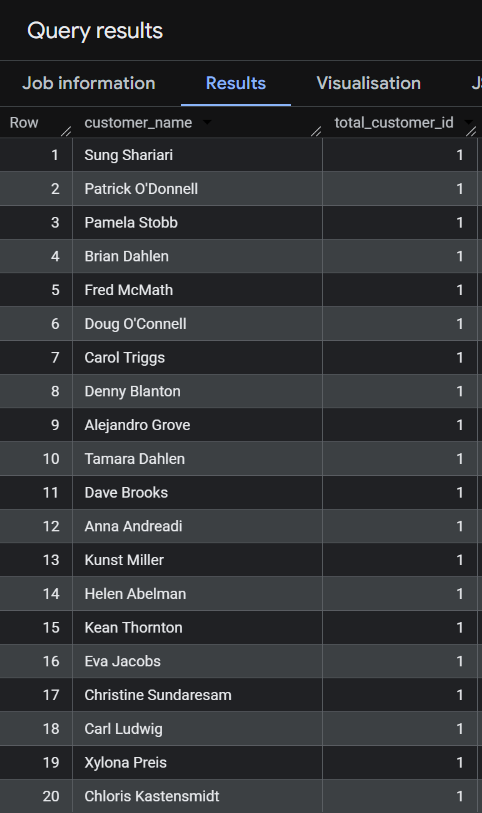 Query results
Job information Results Visualisation
Row customer_name total_customer_id
1 Sung Shariari 1
2 Patrick O'Donnell 1
3 Pamela Stobb 1
4 Brian Dahlen 1
5 Fred McMath 1
6 Doug O'Connell 1
7 Carol Triggs 1
8 Denny Blanton 1
9 Alejandro Grove 1
10 Tamara Dahlen 1
11 Dave Brooks 1
12 Anna Andreadi 1
13 Kunst Miller 1
14 Helen Abelman 1
15 Kean Thornton 1
16 Eva Jacobs 1
17 Christine Sundaresam 1
18 Carl Ludwig 1
19 Xylona Preis 1
20 Chloris Kastensmidt 1